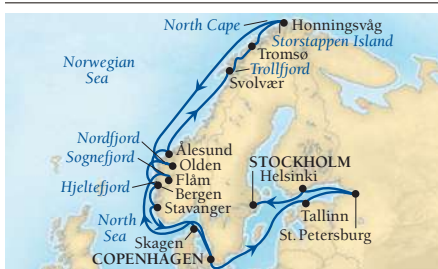 North Cape
Honningsvåg
Storstappen Island
Tromsø
Norwegian
Sea
Trollfjord
Svolvær
Nordfjord
Ålesund
Sognefjord
Olden
STOCKHOLM
Hjeltefjord
Flåm
Helsinki
Bergen
Stavanger
North
Sea
Tallinn
Skagen
St. Petersburg
COPENHAGEN